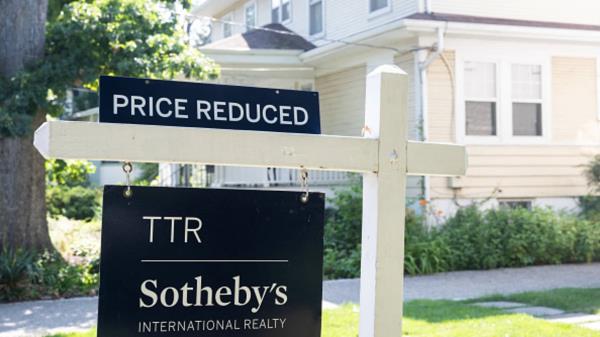 PRICE REDUCED
TTR
Sotheby's
INTERNATIONAL REALTY